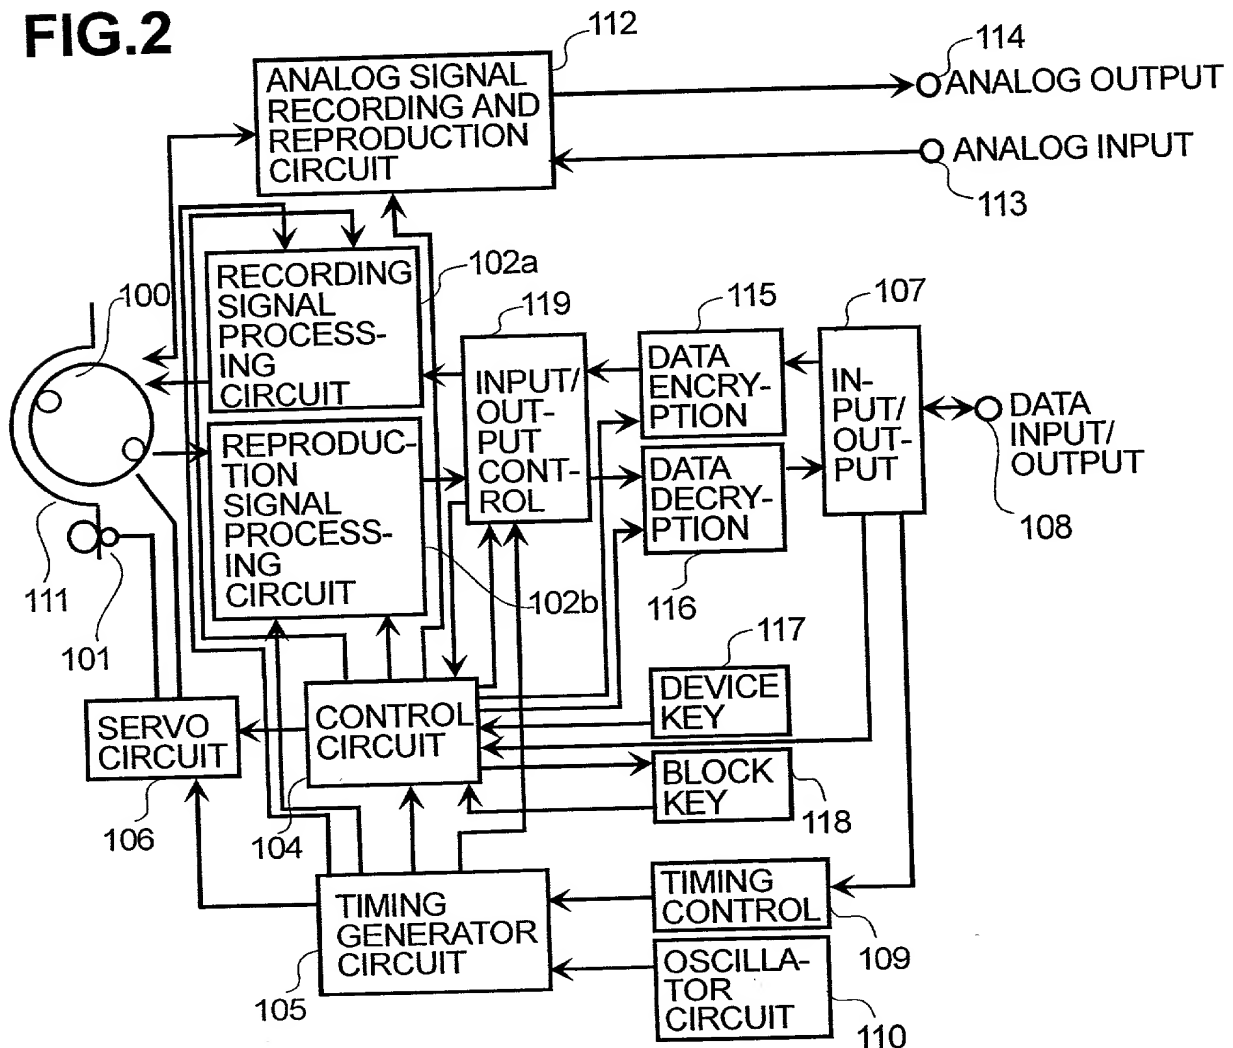 FIG.2
112
ANALOG SIGNAL
RECORDING AND
REPRODUCTION
CIRCUIT
114
ANALOG OUTPUT
ANALOG INPUT
113
102a
RECORDING
SIGNAL
PROCESS-
ING
CIRCUIT
100
119
INPUT/
OUT-
PUT
CONT-
ROL
115
DATA
ENCRY-
PTION
107
IN-
PUT/
OUT-
PUT
DATA
INPUT/
OUTPUT
108
REPRODUC-
TION
SIGNAL
PROCESS-
ING
CIRCUIT
102b
DATA
DECRY-
PTION
116
111
101
117
DEVICE
KEY
SERVO
CIRCUIT
106
CONTROL
CIRCUIT
104
BLOCK
KEY
118
TIMING
GENERATOR
CIRCUIT
105
TIMING
CONTROL
109
OSCILLA-
TOR
CIRCUIT
110